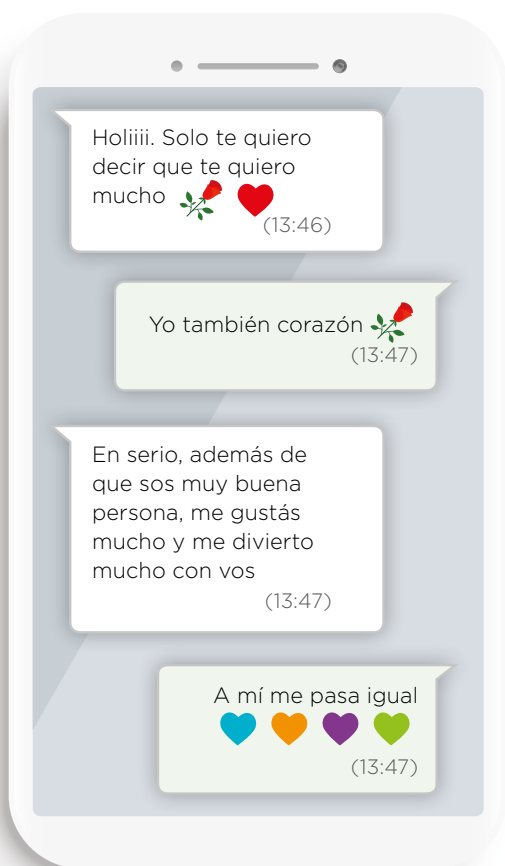 Holiiii. Solo te quiero
decir que te quiero
mucho
(13:46)
Yo también corazón
(13:47)
En serio, además de
que sos muy buena
persona, me gustás
mucho y me divierto
mucho con vos
(13:47)
A mí me pasa igual
(13:47)